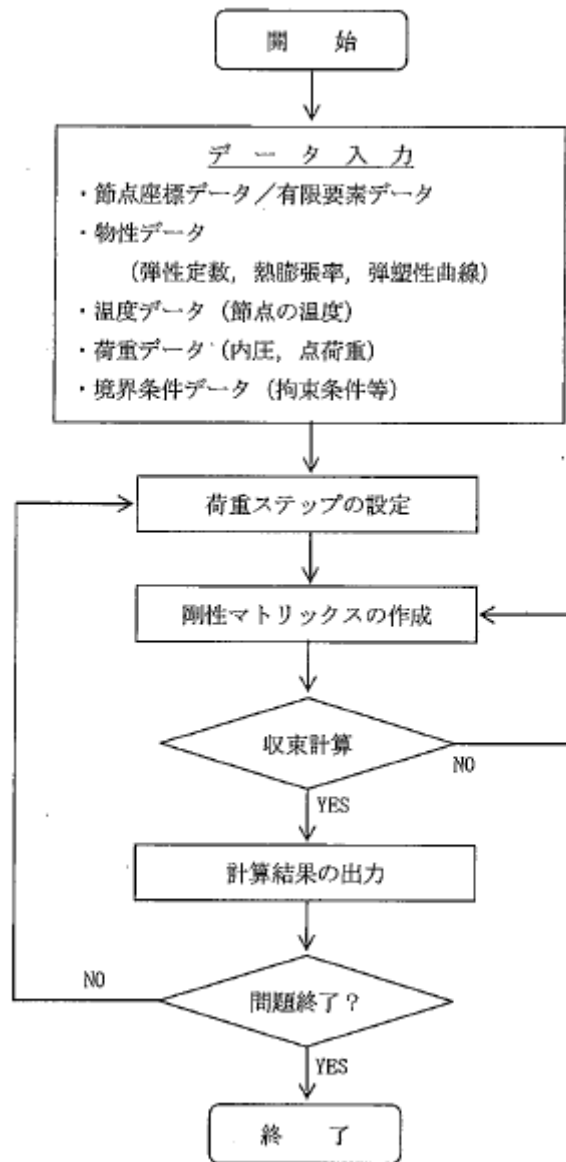 開 始
データ入力
・節点座標データ／有限要素データ
・物性データ
（弾性定数，熱膨張率，弾塑性曲線）
・温度データ（節点の温度）
・荷重データ（内圧，点荷重）
・境界条件データ（拘束条件等）
荷重ステップの設定
剛性マトリックスの作成
収束計算
NO
YES
計算結果の出力
NO
問題終了？
YES
終 了